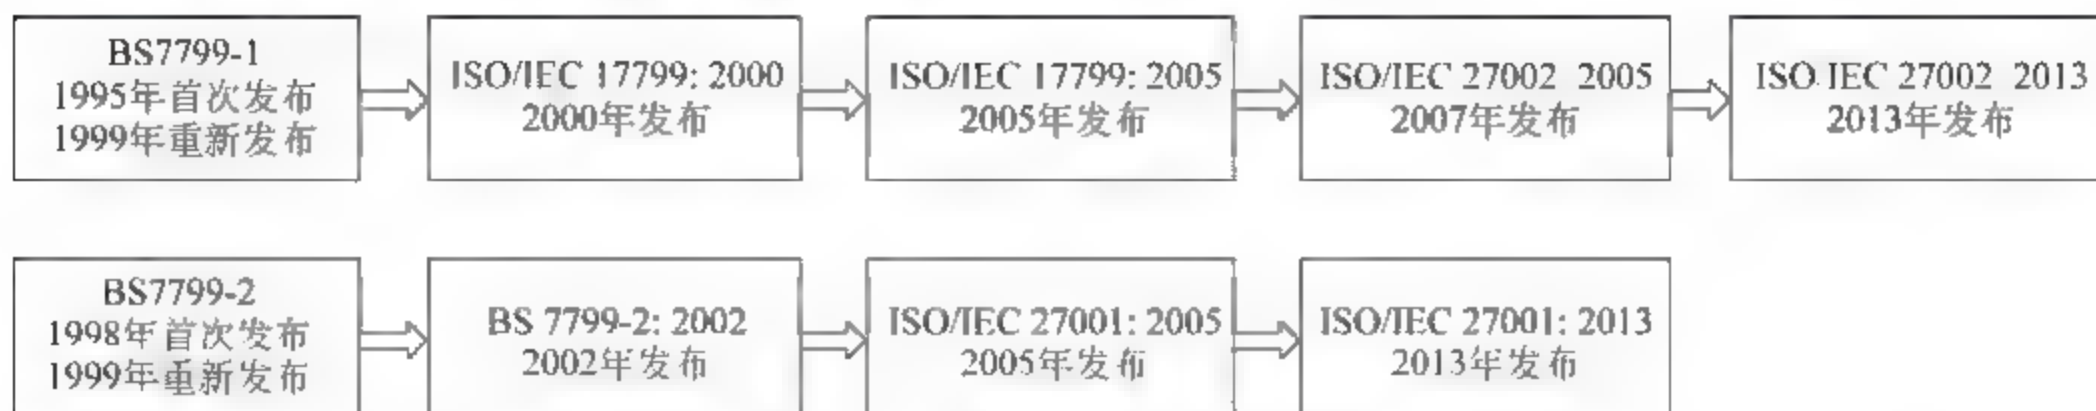 BS7799-1
1995年首次发布
1999年重新发布
ISO/IEC 17799: 2000
2000年发布
ISO/IEC 17799: 2005
2005年发布
ISO/IEC 27002 2005
2007年发布
ISO IEC 27002 2013
2013年发布
BS7799-2
1998年首次发布
1999年重新发布
BS 7799-2: 2002
2002年发布
ISO/IEC 27001: 2005
2005年发布
ISO/IEC 27001: 2013
2013年发布